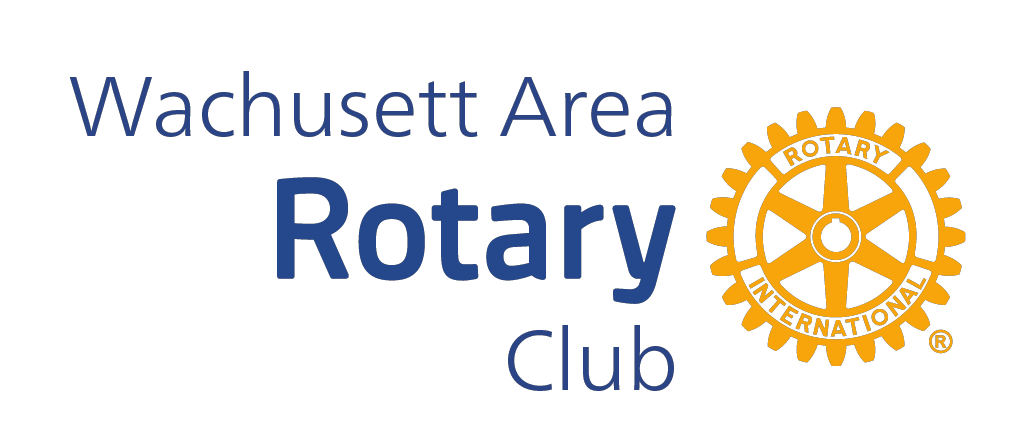 Wachusett Area
Rotary
Club
ROTARY
INTERNATIONAL
®